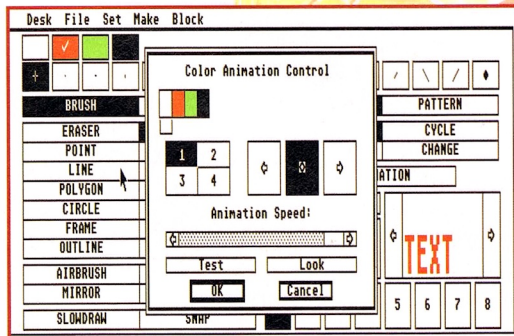 Desk File Set Make Block
Color Animation Control
BRUSH
PATTERN
ERASER
CYCLE
POINT
CHANGE
LINE
1 2
3 4
ATION
POLYGON
CIRCLE
Animation Speed:
FRAME
OUTLINE
TEXT
AIRBRUSH
Test Look
MIRROR
OK Cancel
5 6 7 8
SLOWDRAW
SNAP